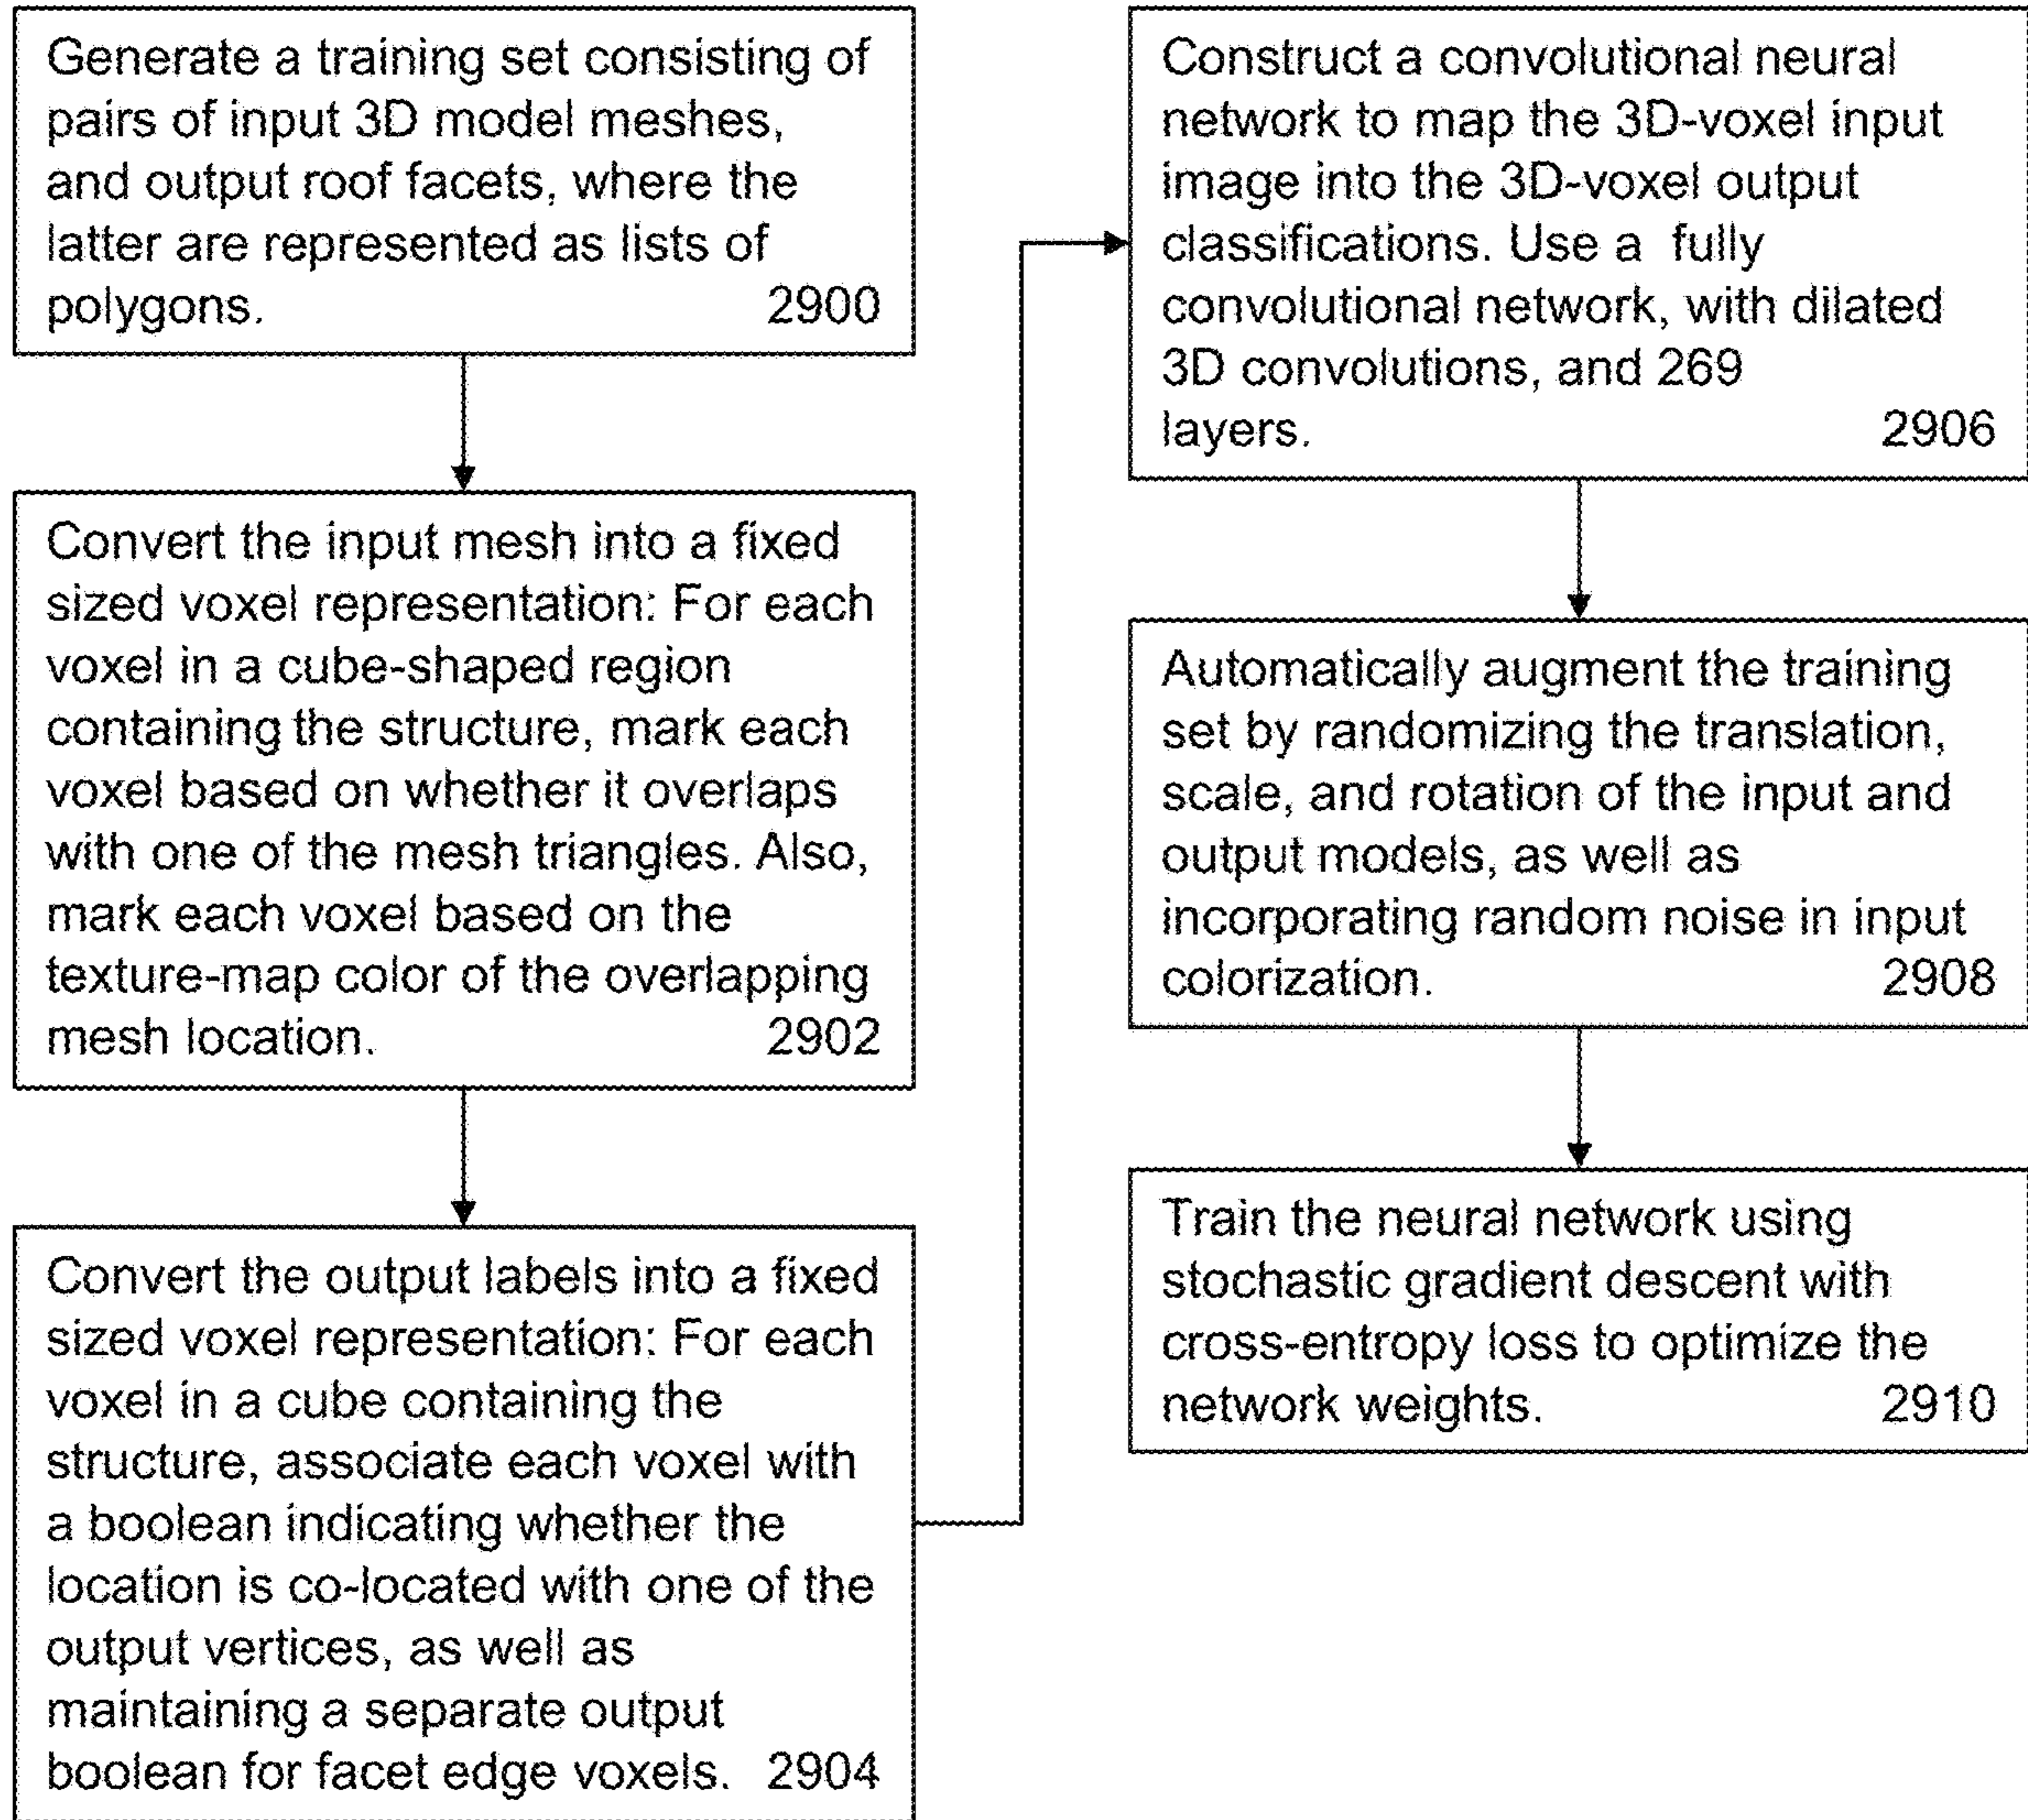 Generate a training set consisting of
pairs of input 3D model meshes,
and output roof facets, where the
latter are represented as lists of
polygons. 2900
Convert the input mesh into a fixed
sized voxel representation: For each
voxel in a cube-shaped region
containing the structure, mark each
voxel based on whether it overlaps
with one of the mesh triangles. Also,
mark each voxel based on the
texture-map color of the overlapping
mesh location. 2902
Convert the output labels into a fixed
sized voxel representation: For each
voxel in a cube containing the
structure, associate each voxel with
a boolean indicating whether the
location is co-located with one of the
output vertices, as well as
maintaining a separate output
boolean for facet edge voxels. 2904
Construct a convolutional neural
network to map the 3D-voxel input
image into the 3D-voxel output
classifications. Use a fully
convolutional network, with dilated
3D convolutions, and 269
layers. 2906
Automatically augment the training
set by randomizing the translation,
scale, and rotation of the input and
output models, as well as
incorporating random noise in input
colorization. 2908
Train the neural network using
stochastic gradient descent with
cross-entropy loss to optimize the
network weights. 2910